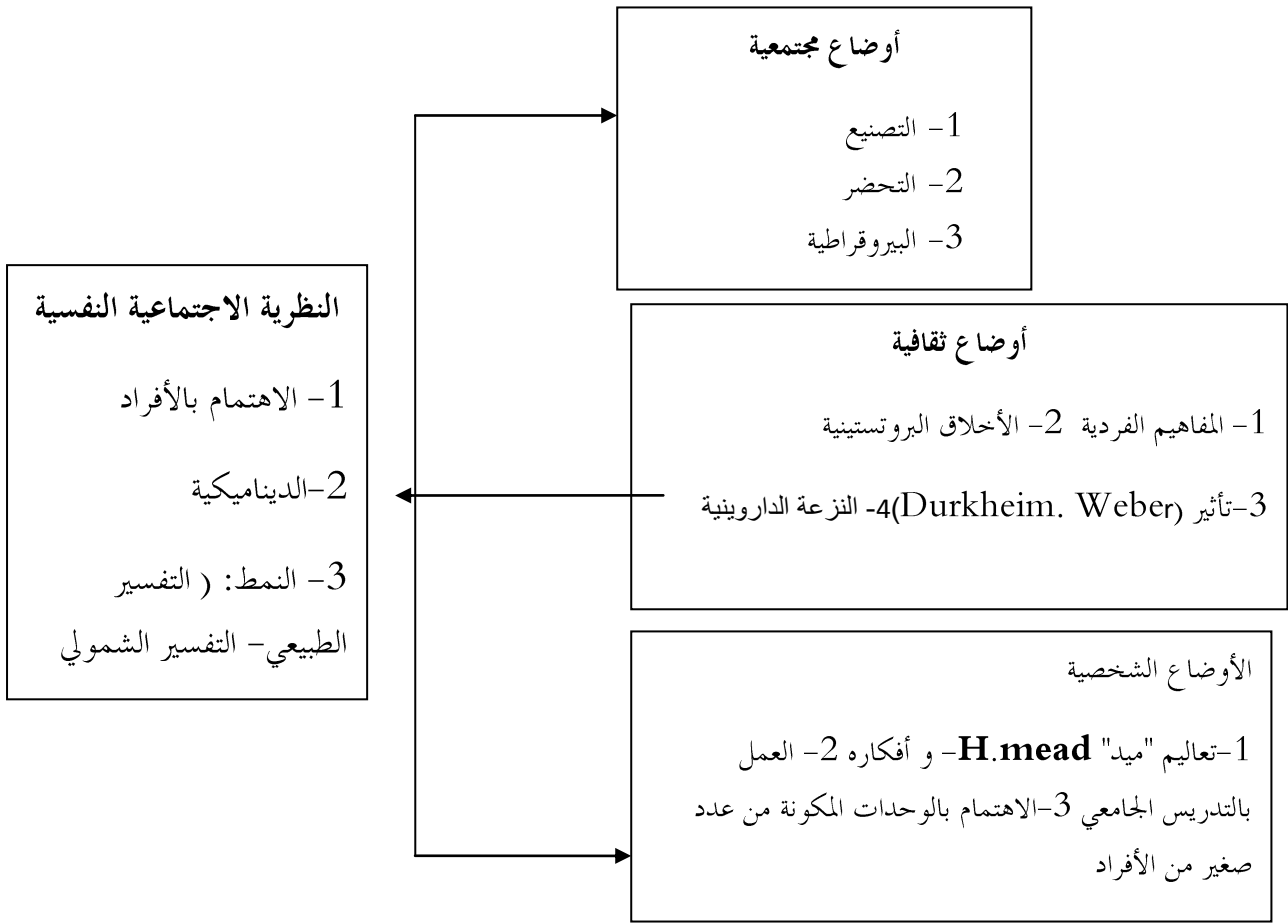 أوضاع مجتمعية
1- التصنيع
2- التحضر
3- البيروقراطية
أوضاع ثقافية
1- المفاهيم الفردية 2- الأخلاق البروتستينية
3-تأثير (Durkheim. Weber)4- النزعة الداروينية
الأوضاع الشخصية
1-تعاليم "ميد" H.mead- و أفكاره 2- العمل
بالتدريس الجامعي 3-الاهتمام بالوحدات المكونة من عدد
صغير من الأفراد
النظرية الاجتماعية النفسية
1- الاهتمام بالأفراد
2-الديناميكية
3- النمط: ( التفسير
الطبيعي- التفسير الشمولي